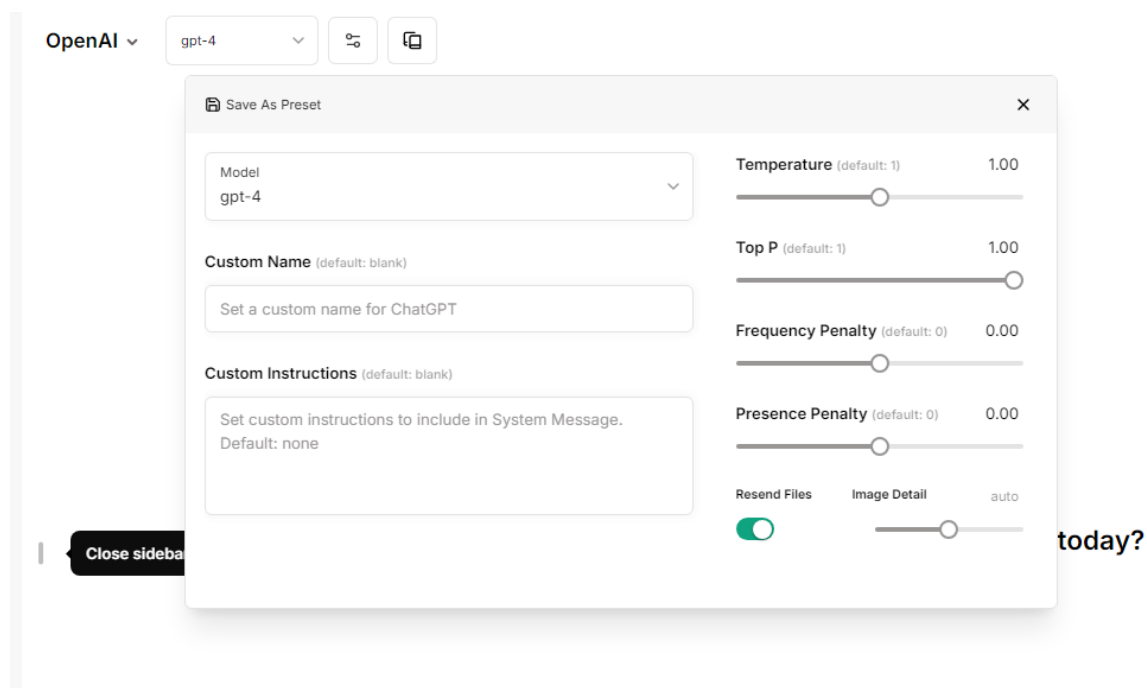 OpenAI
gpt-4
Save As Preset
Model
gpt-4
Custom Name (default: blank)
Set a custom name for ChatGPT
Custom Instructions (default: blank)
Set custom instructions to include in System Message.
Default: none
Temperature (default: 1) 1.00
Top P (default: 1) 1.00
Frequency Penalty (default: 0) 0.00
Presence Penalty (default: 0) 0.00
Resend Files Image Detail auto
Close sidebar
today?